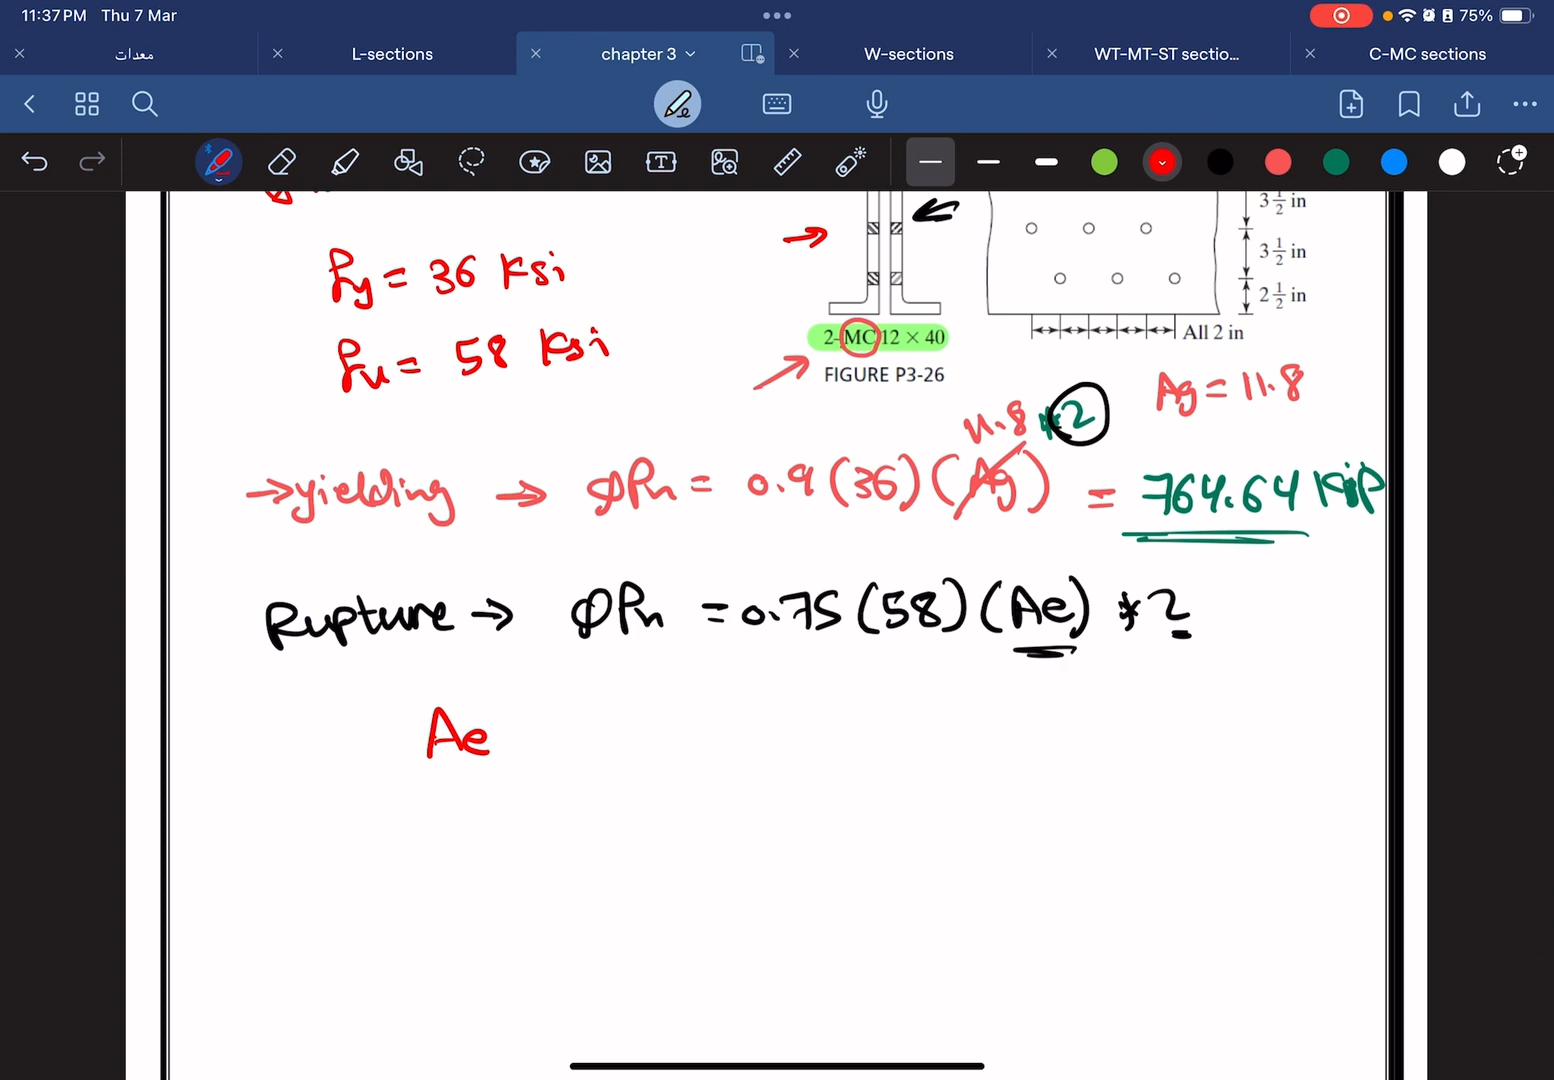 11:37 PM Thu 7 Mar
75%
معدات
L-sections
chapter 3
W-sections
WT-MT-ST sectio...
C-MC sections
Fy = 36 Ksi
Fu = 58 Ksi
3 1/2 in
3 1/2 in
2 1/2 in
All 2 in
2-MC 12 × 40
FIGURE P3-26
Ag = 11.8
11.8 * 2
→ yielding → ØPn = 0.9 (36) (Ag) = 764.64 Kip
Rupture → ØPn = 0.75 (58) (Ae) * 2
Ae